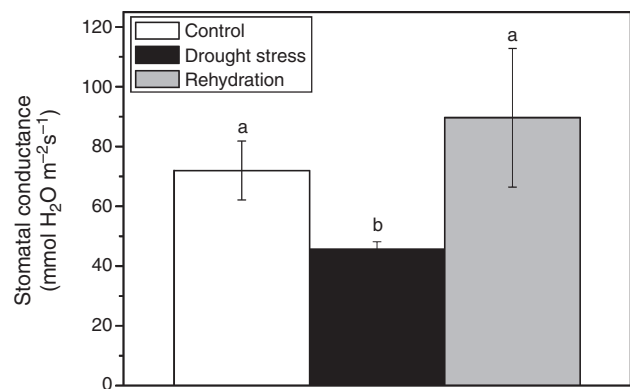 Stomatal conductance
(mmol H₂O m⁻²s⁻¹)
120
100
80
60
40
20
0
Control
Drought stress
Rehydration
a
b
a